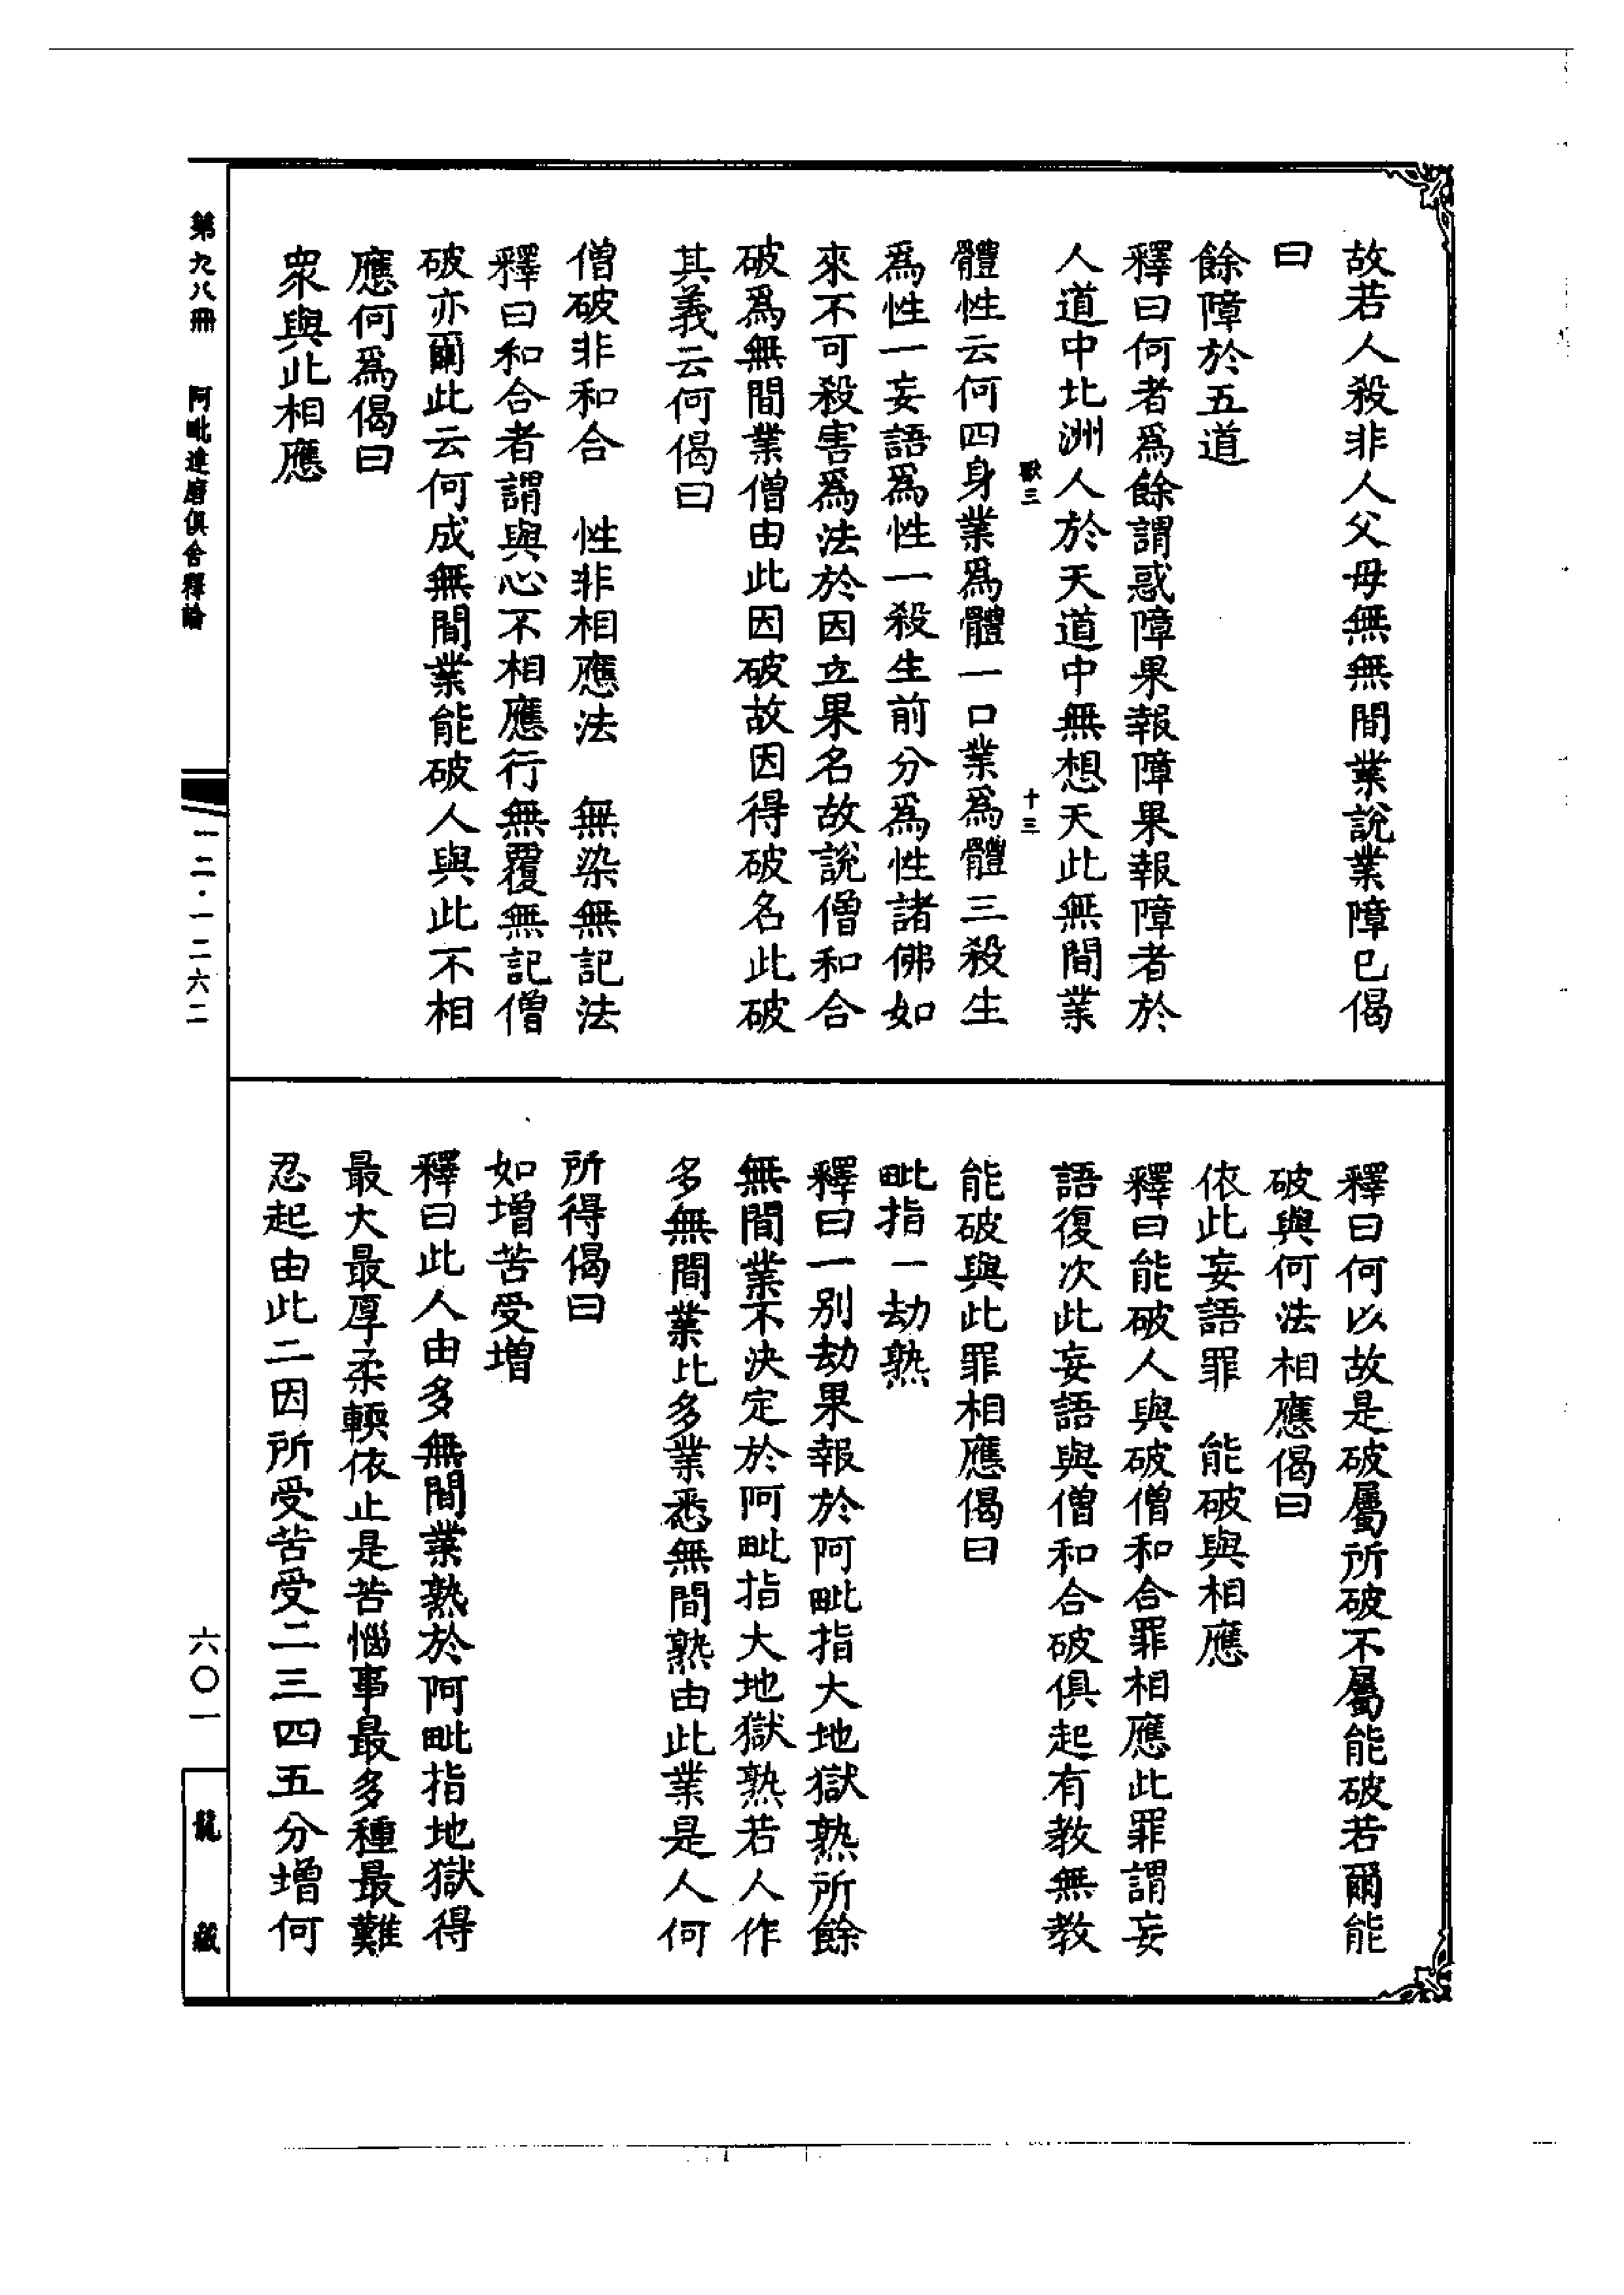 故若人殺非人父母無無間業說業障已偈
曰
餘障於五道
釋曰何者爲餘謂惑障果報障果報障者於
人道中北洲人於天道中無想天此無間業
體性云何四身業爲體一口業爲體三殺生
爲性一妄語爲性一殺生前分爲性諸佛如
來不可殺害爲法於因立果名故說僧和合
破爲無間業僧由此因破故因得破名此破
其義云何偈曰
僧破非和合　性非相應法　無染無記法
釋曰和合者謂與心不相應行無覆無記僧
破亦爾此云何成無間業能破人與此不相
應何爲偈曰
衆與此相應
釋曰何以故是破屬所破不屬能破若爾能
破與何法相應偈曰
依此妄語罪　能破與相應
釋曰能破人與破僧和合罪相應此罪謂妄
語復次此妄語與僧和合破俱起有教無教
能破與此罪相應偈曰
毗指一劫熟
釋曰一別劫果報於阿毗指大地獄熟所餘
無間業不決定於阿毗指大地獄熟若人作
多無間業此多業悉無間熟由此業是人何
所得偈曰
如增苦受增
釋曰此人由多無間業熟於阿毗指地獄得
最大最厚柔輭依止是苦惱事最多種最難
忍起由此二因所受苦受二三四五分增何
第九八冊　阿毗達磨俱舍釋論
一二·一二六二
六〇一
龍藏
十三